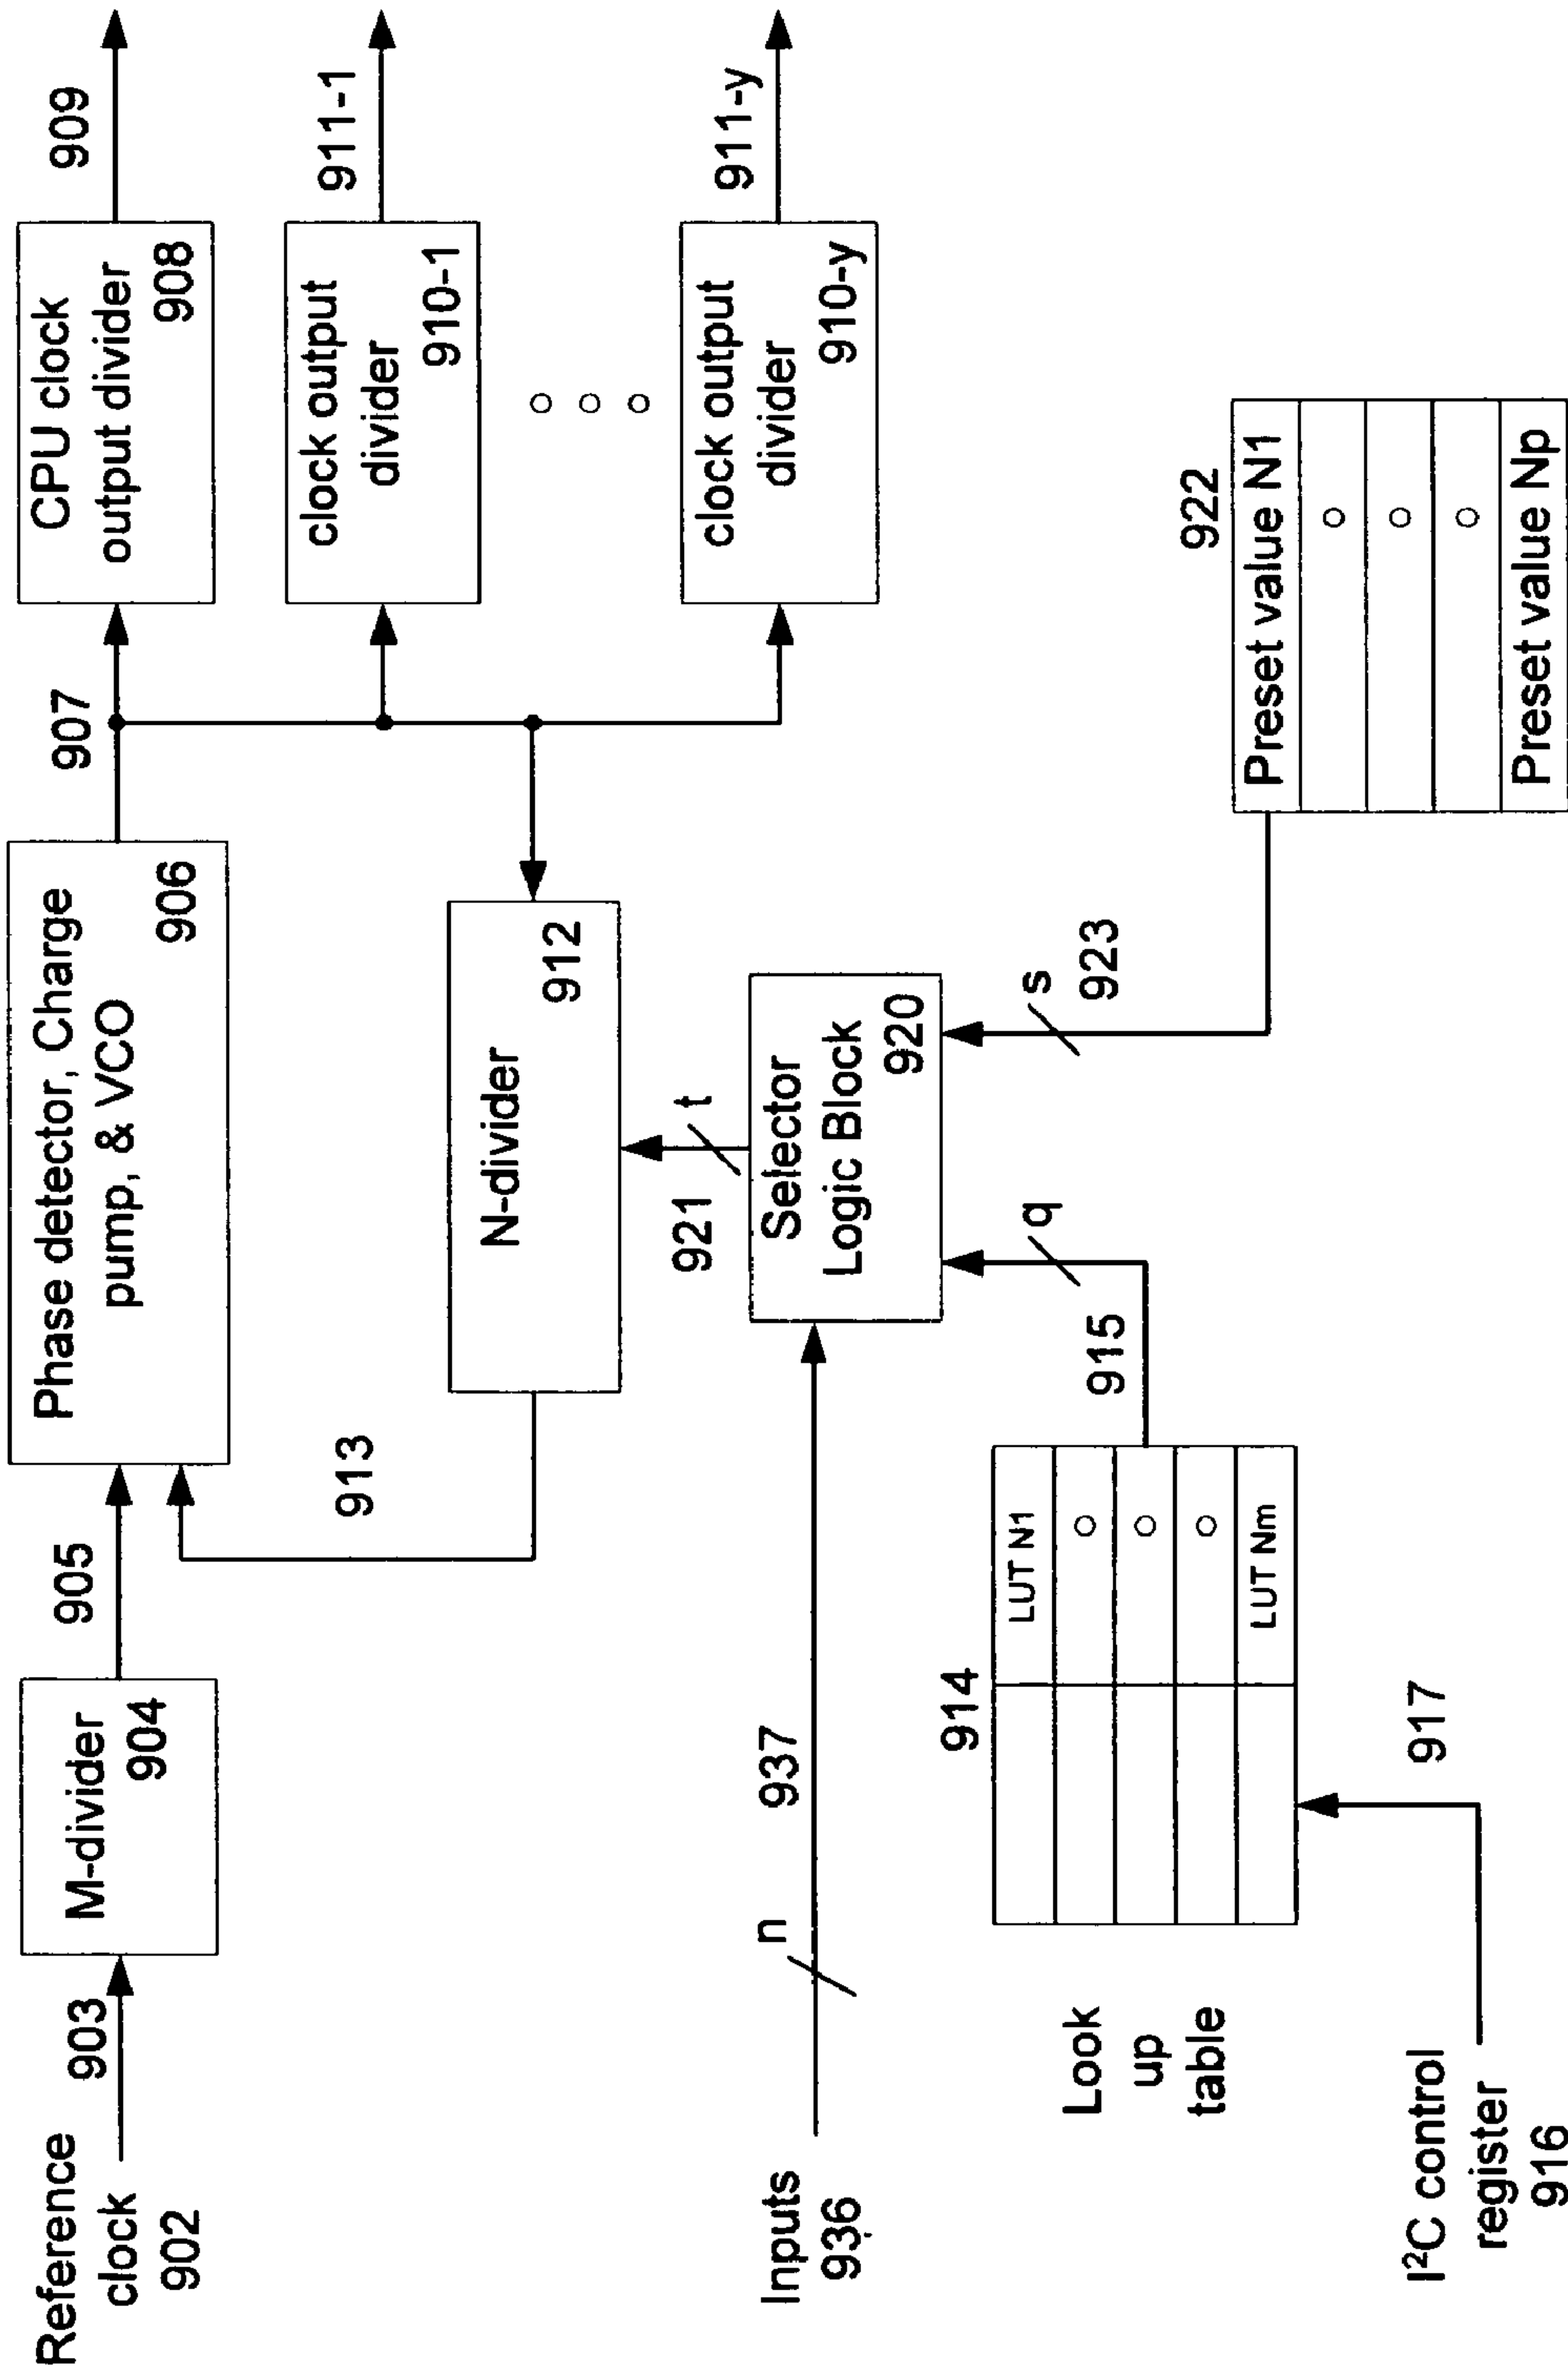 Reference
clock
902
903
M-divider
904
905
Phase detector, Charge
pump, & VCO
906
907
CPU clock
output divider
908
909
clock output
divider
910-1
911-1
clock output
divider
910-y
911-y
913
N-divider
912
921
t
Inputs
936
n
937
Selector
Logic Block
920
q
915
s
923
Look
up
table
914
LUT N1
LUT Nm
I²C control
register
916
917
922
Preset value N1
Preset value Np